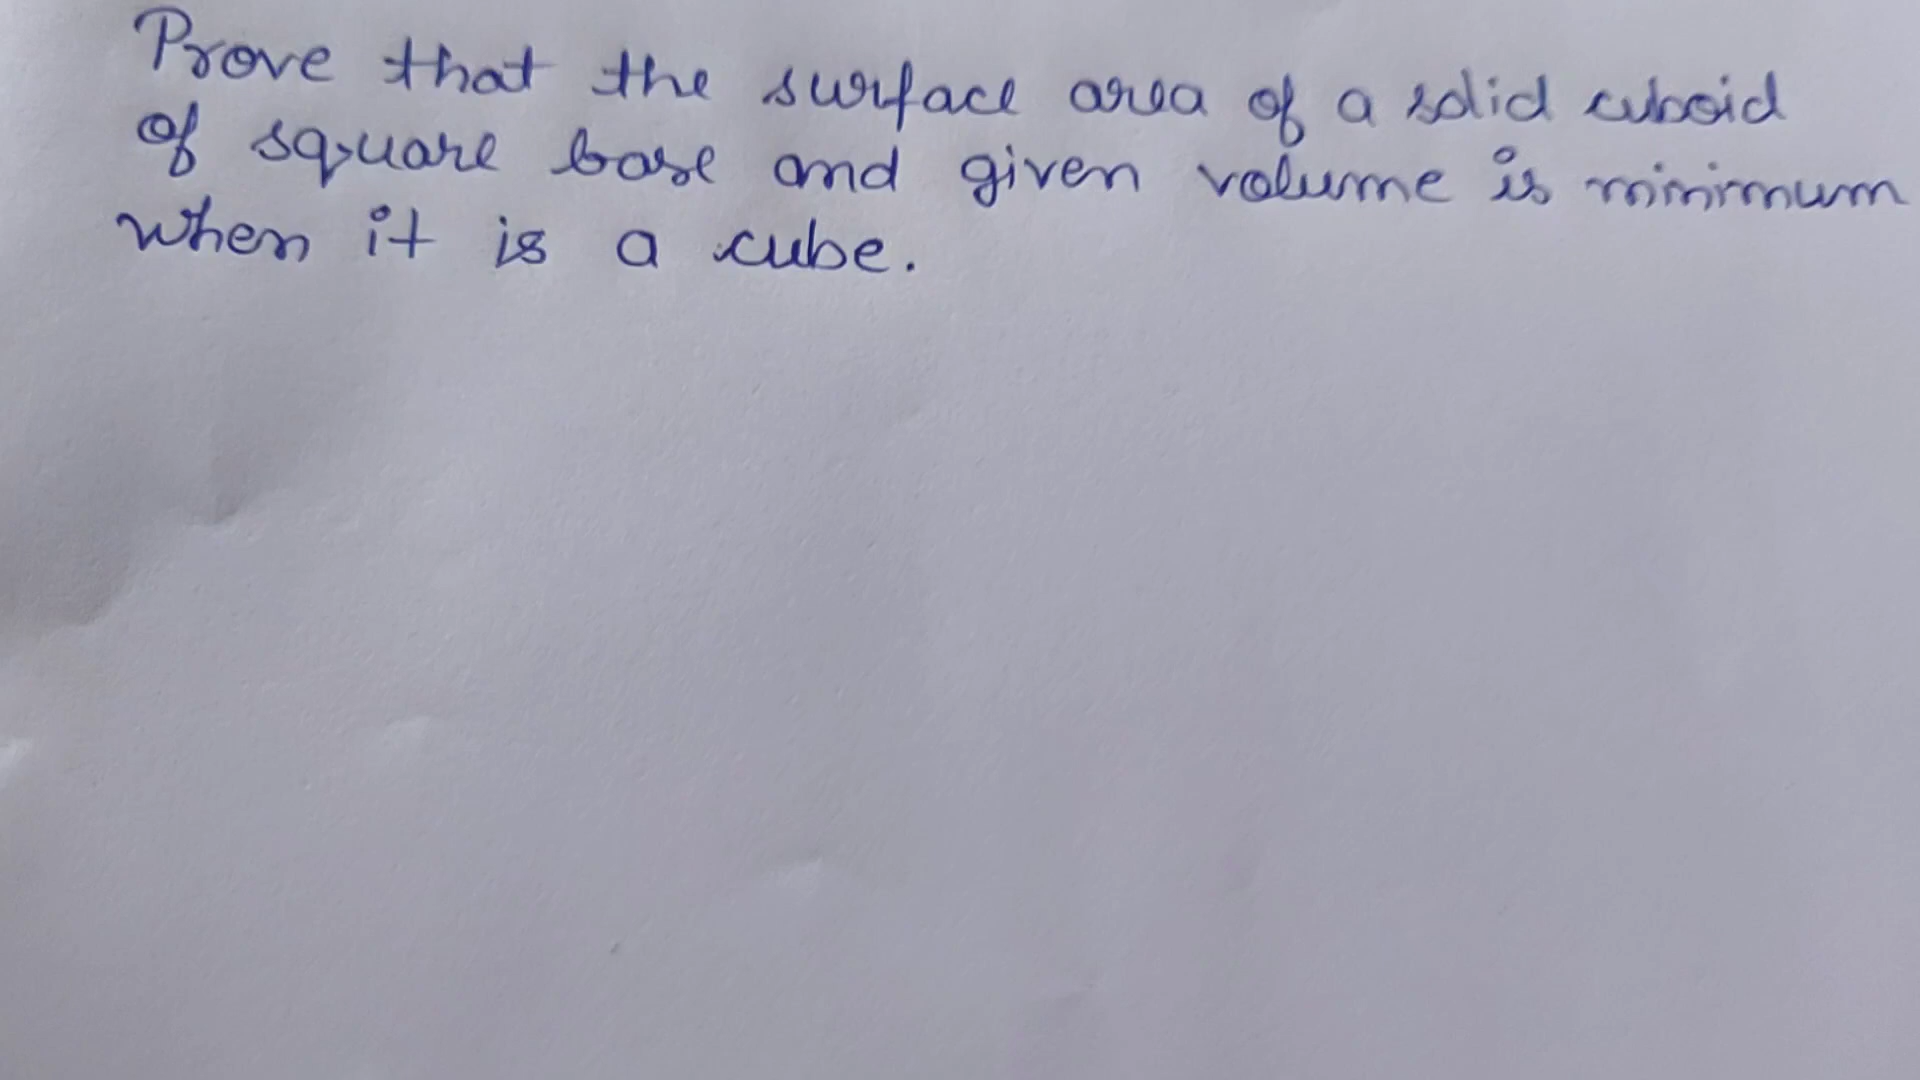 Prove that the surface area of a solid cuboid
of square base and given volume is minimum
when it is a cube.